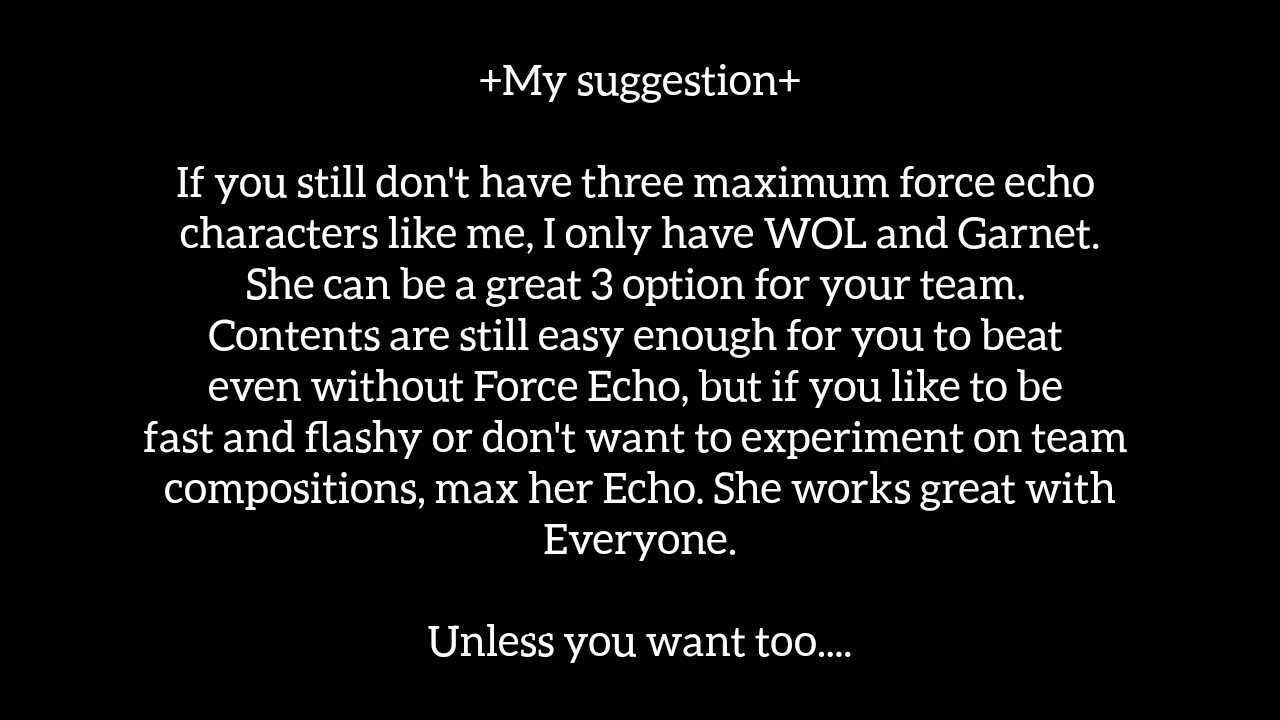 +My suggestion+
If you still don't have three maximum force echo
characters like me, I only have WOL and Garnet.
She can be a great 3 option for your team.
Contents are still easy enough for you to beat
even without Force Echo, but if you like to be
fast and flashy or don't want to experiment on team
compositions, max her Echo. She works great with
Everyone.
Unless you want too....